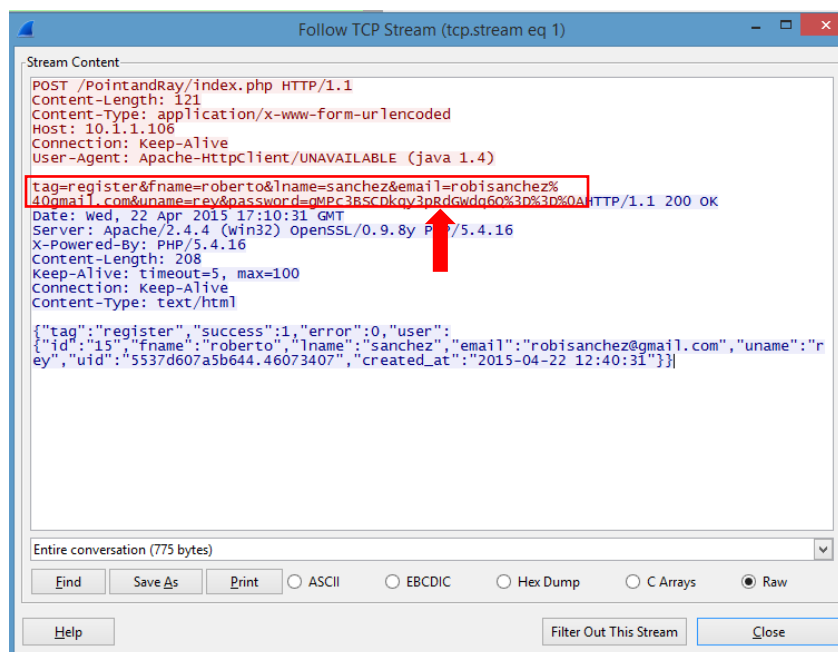 Follow TCP Stream (tcp.stream eq 1)
Stream Content
POST /PointandRay/index.php HTTP/1.1
Content-Length: 121
Content-Type: application/x-www-form-urlencoded
Host: 10.1.1.106
Connection: Keep-Alive
User-Agent: Apache-HttpClient/UNAVAILABLE (java 1.4)
tag=register&fname=roberto&lname=sanchez&email=robisanchez%
40gmail.com&uname=rey&password=gMPc3BSCDkqy3pRdGWdq6Q%3D%3D%0AHTTP/1.1 200 OK
Date: Wed, 22 Apr 2015 17:10:31 GMT
Server: Apache/2.4.4 (Win32) OpenSSL/0.9.8y PHP/5.4.16
X-Powered-By: PHP/5.4.16
Content-Length: 208
Keep-Alive: timeout=5, max=100
Connection: Keep-Alive
Content-Type: text/html
{"tag":"register","success":1,"error":0,"user":
{"id":"15","fname":"roberto","lname":"sanchez","email":"robisanchez@gmail.com","uname":"r
ey","uid":"5537d607a5b644.46073407","created_at":"2015-04-22 12:40:31"}}
Entire conversation (775 bytes)
Find Save As Print ASCII EBCDIC Hex Dump C Arrays Raw
Help Filter Out This Stream Close